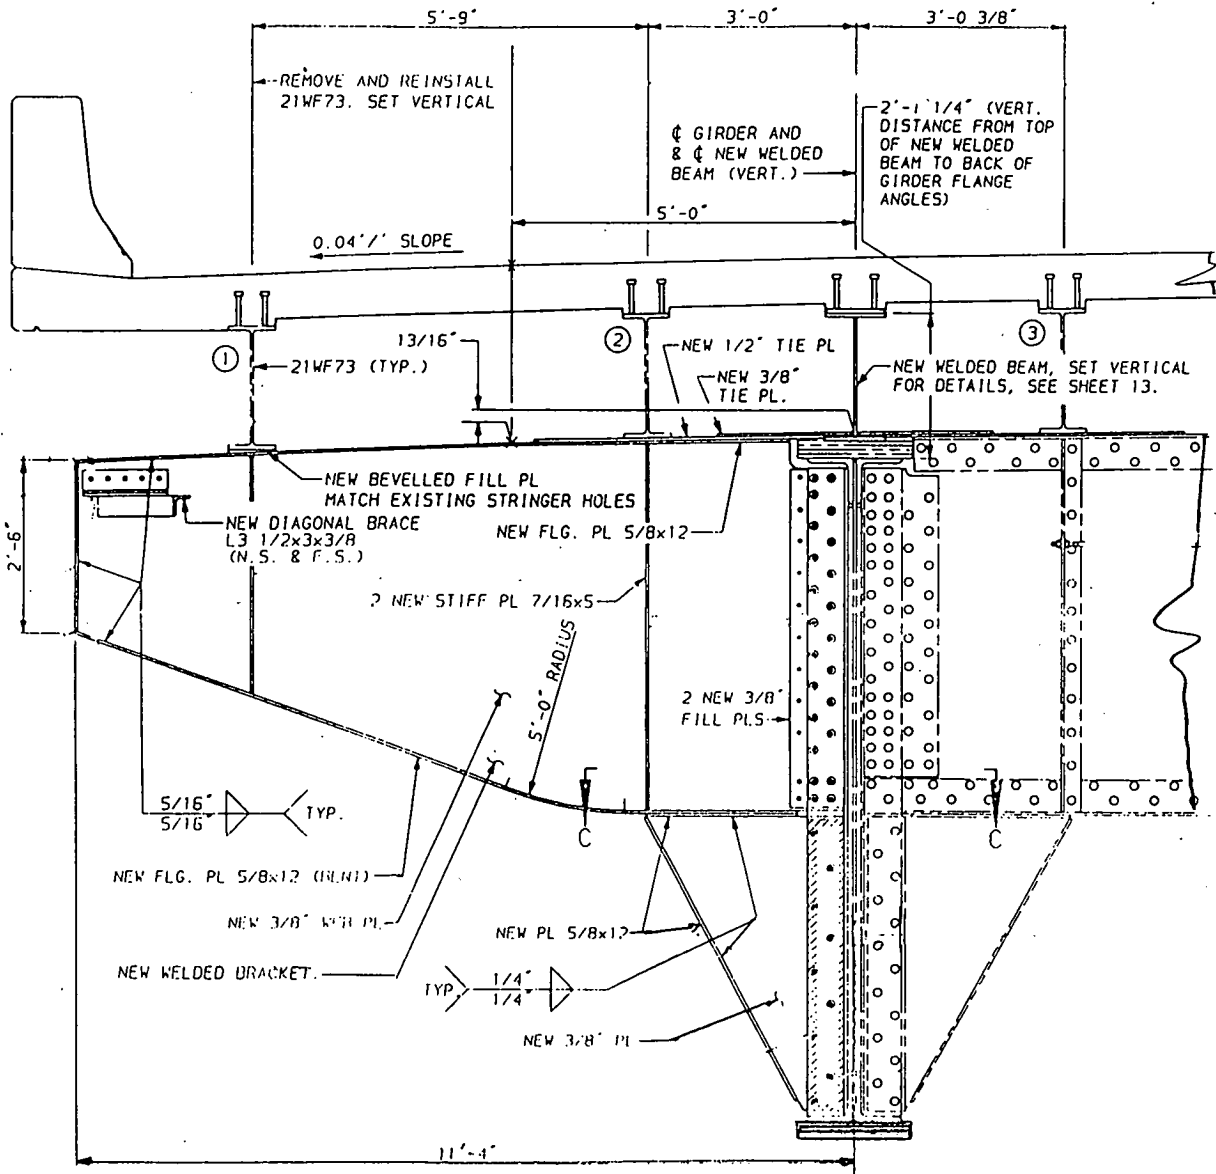 5'-9"
3'-0"
3'-0 3/8"
REMOVE AND REINSTALL
21WF73. SET VERTICAL
₵ GIRDER AND
& ₵ NEW WELDED
BEAM (VERT.)
2'-1 1/4" (VERT.
DISTANCE FROM TOP
OF NEW WELDED
BEAM TO BACK OF
GIRDER FLANGE
ANGLES)
5'-0"
0.04'/' SLOPE
1
2
3
13/16"
21WF73 (TYP.)
NEW 1/2" TIE PL
NEW 3/8"
TIE PL.
NEW WELDED BEAM, SET VERTICAL
FOR DETAILS, SEE SHEET 13.
NEW BEVELLED FILL PL
MATCH EXISTING STRINGER HOLES
NEW DIAGONAL BRACE
L3 1/2x3x3/8
(N.S. & F.S.)
NEW FLG. PL 5/8x12
2'-6"
2 NEW STIFF PL 7/16x5
5'-0" RADIUS
2 NEW 3/8"
FILL PLS
5/16"
5/16"
TYP.
C
C
NEW FLG. PL 5/8x12 (BENT)
NEW 3/8" WEB PL
NEW PL 5/8x12
NEW WELDED BRACKET.
TYP.
1/4"
1/4"
NEW 3/8" PL
11'-4"